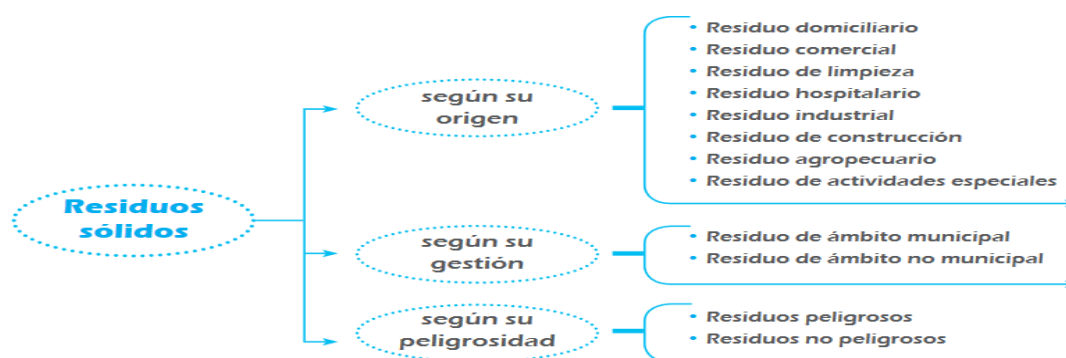 Residuos
sólidos
según su
origen
• Residuo domiciliario
• Residuo comercial
• Residuo de limpieza
• Residuo hospitalario
• Residuo industrial
• Residuo de construcción
• Residuo agropecuario
• Residuo de actividades especiales
según su
gestión
• Residuo de ámbito municipal
• Residuo de ámbito no municipal
según su
peligrosidad
• Residuos peligrosos
• Residuos no peligrosos